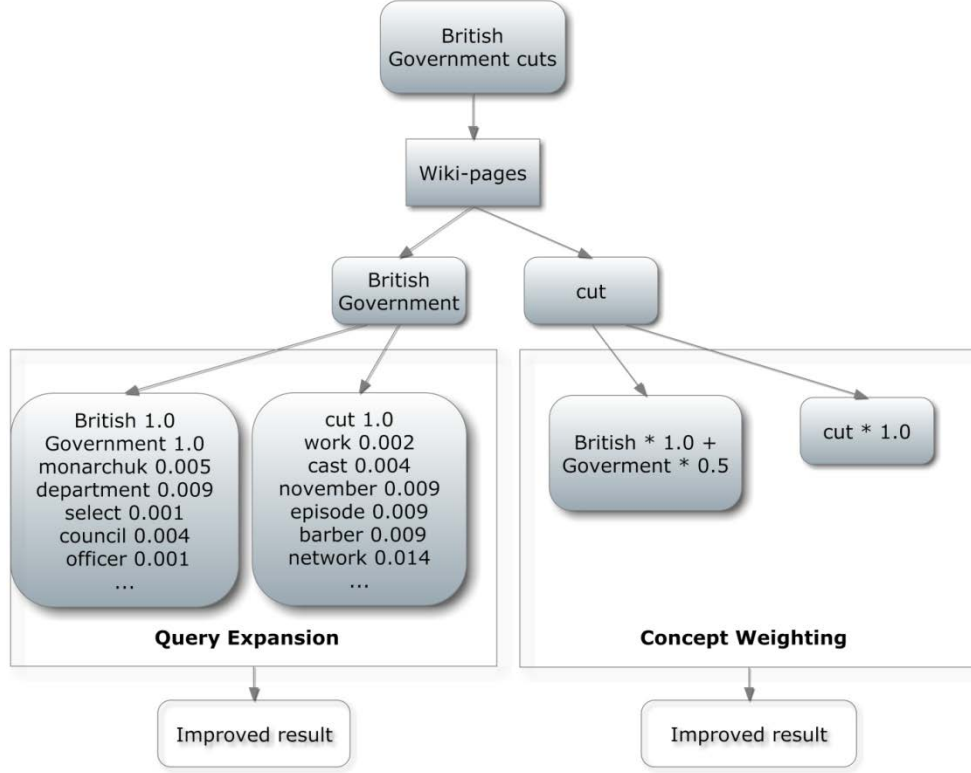 British
Government cuts
Wiki-pages
British
Government
cut
British 1.0
Government 1.0
monarchuk 0.005
department 0.009
select 0.001
council 0.004
officer 0.001
...
cut 1.0
work 0.002
cast 0.004
november 0.009
episode 0.009
barber 0.009
network 0.014
...
Query Expansion
British * 1.0 +
Goverment * 0.5
cut * 1.0
Concept Weighting
Improved result
Improved result